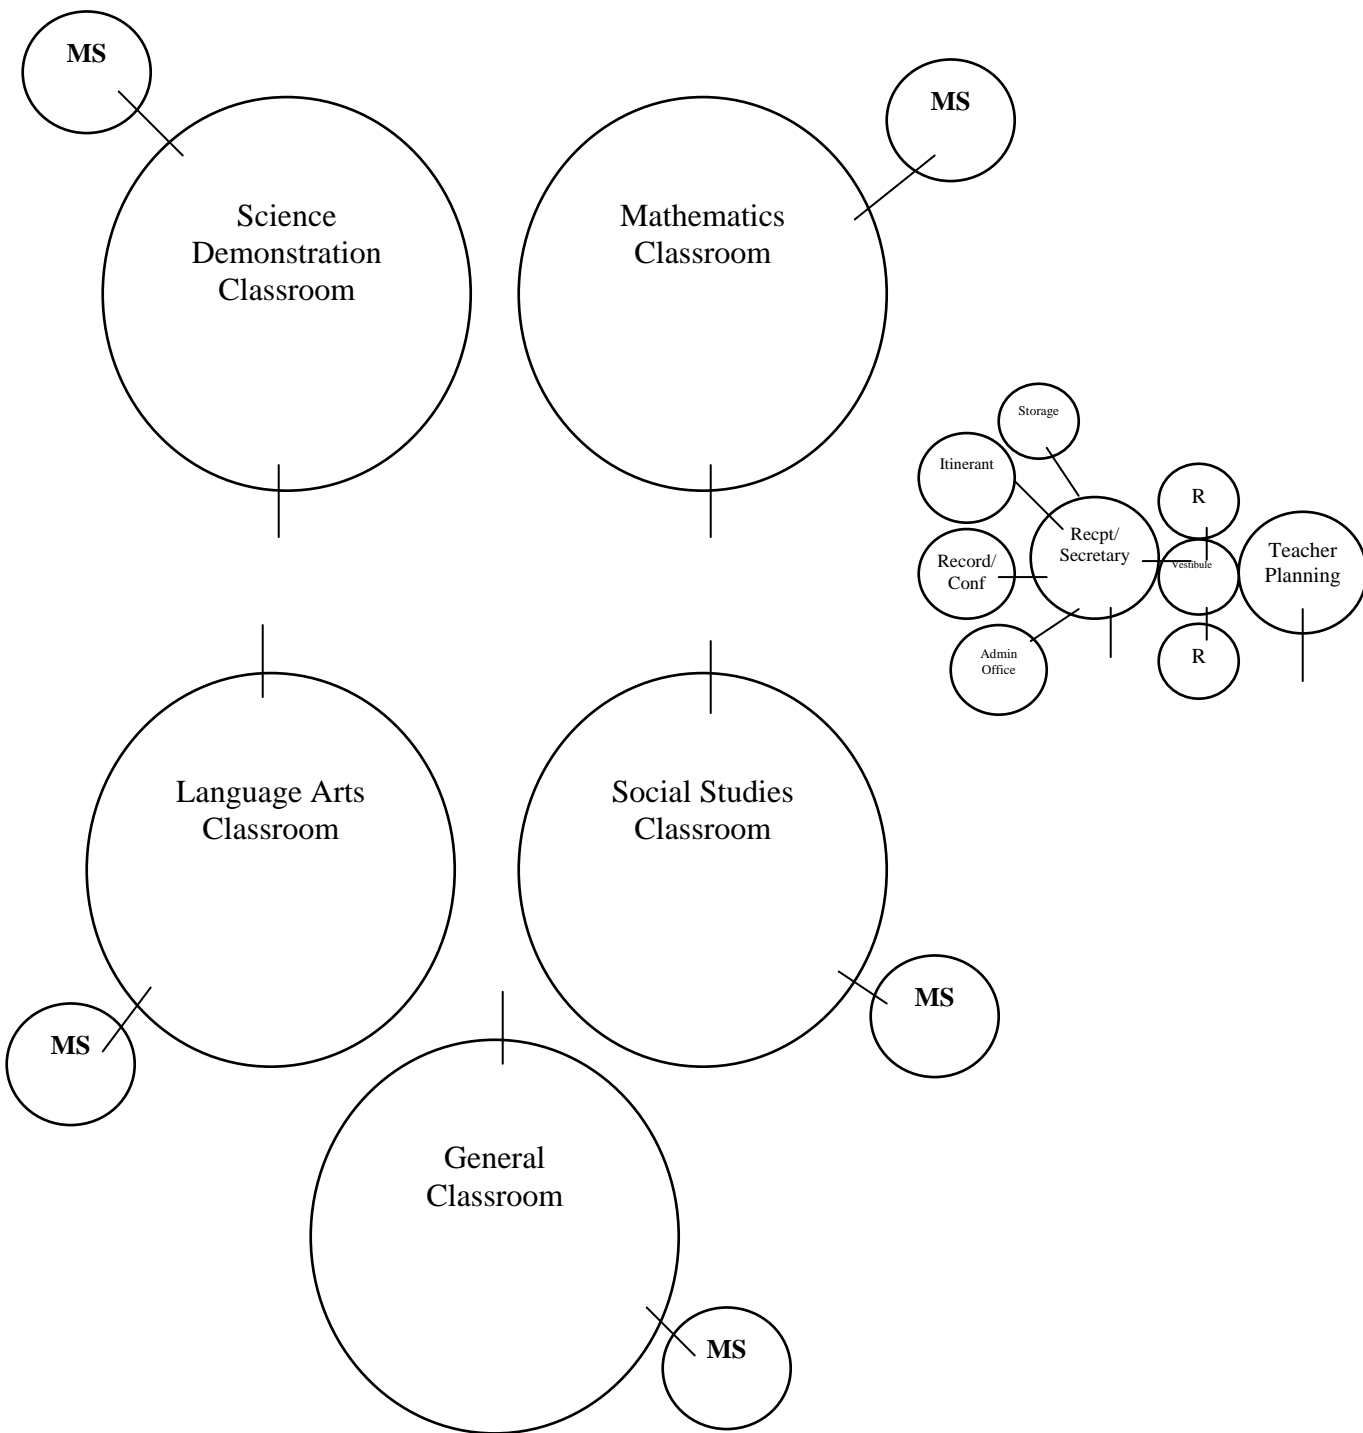 MS
MS
Science
Demonstration
Classroom
Mathematics
Classroom
Storage
Itinerant
R
Recpt/
Secretary
Vestibule
Teacher
Planning
Record/
Conf
Admin
Office
R
Language Arts
Classroom
Social Studies
Classroom
MS
MS
General
Classroom
MS